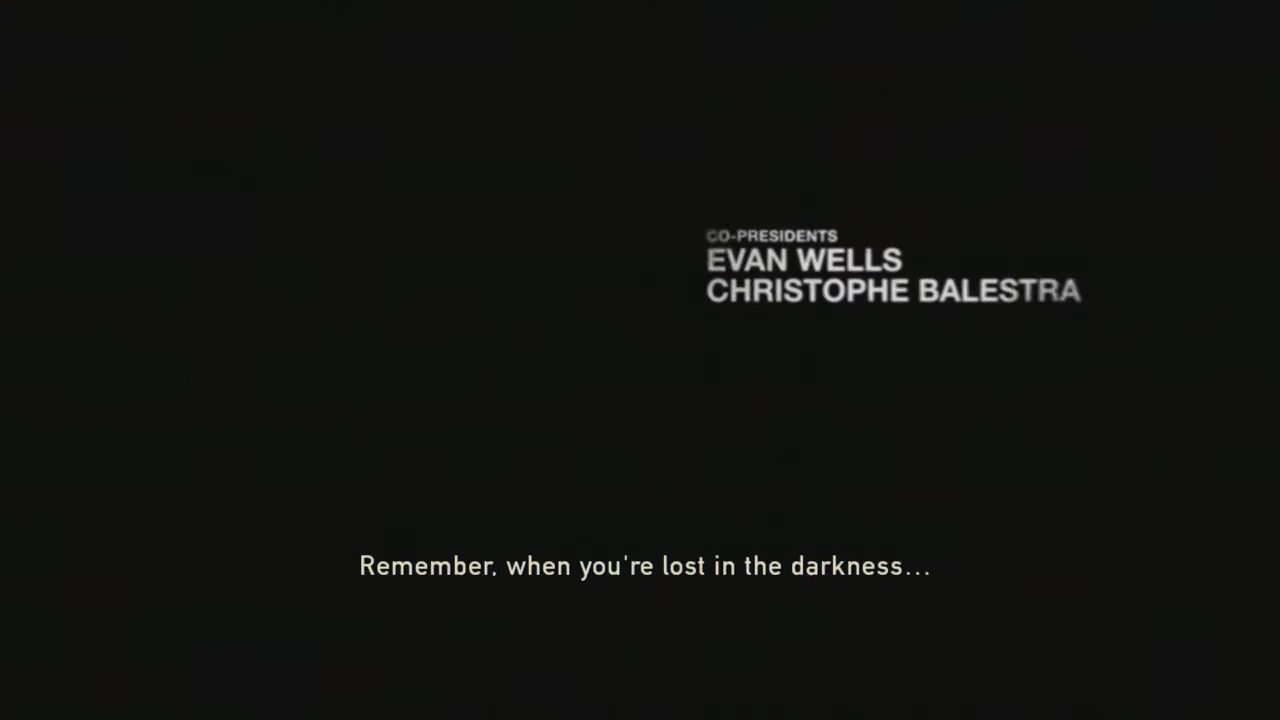 CO-PRESIDENTS
EVAN WELLS
CHRISTOPHE BALESTRA
Remember, when you're lost in the darkness...